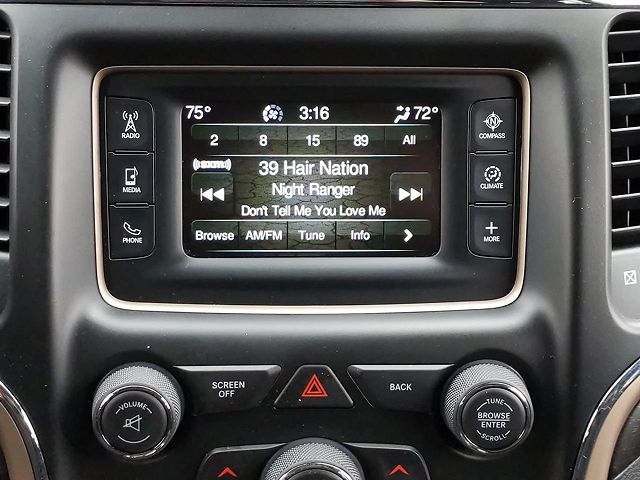 75° 3:16 72°
2 8 15 89 All
((sxm))
39 Hair Nation
Night Ranger
Don't Tell Me You Love Me
Browse AM/FM Tune Info
RADIO
MEDIA
PHONE
COMPASS
CLIMATE
MORE
VOLUME
SCREEN
OFF
BACK
TUNE
BROWSE
ENTER
SCROLL